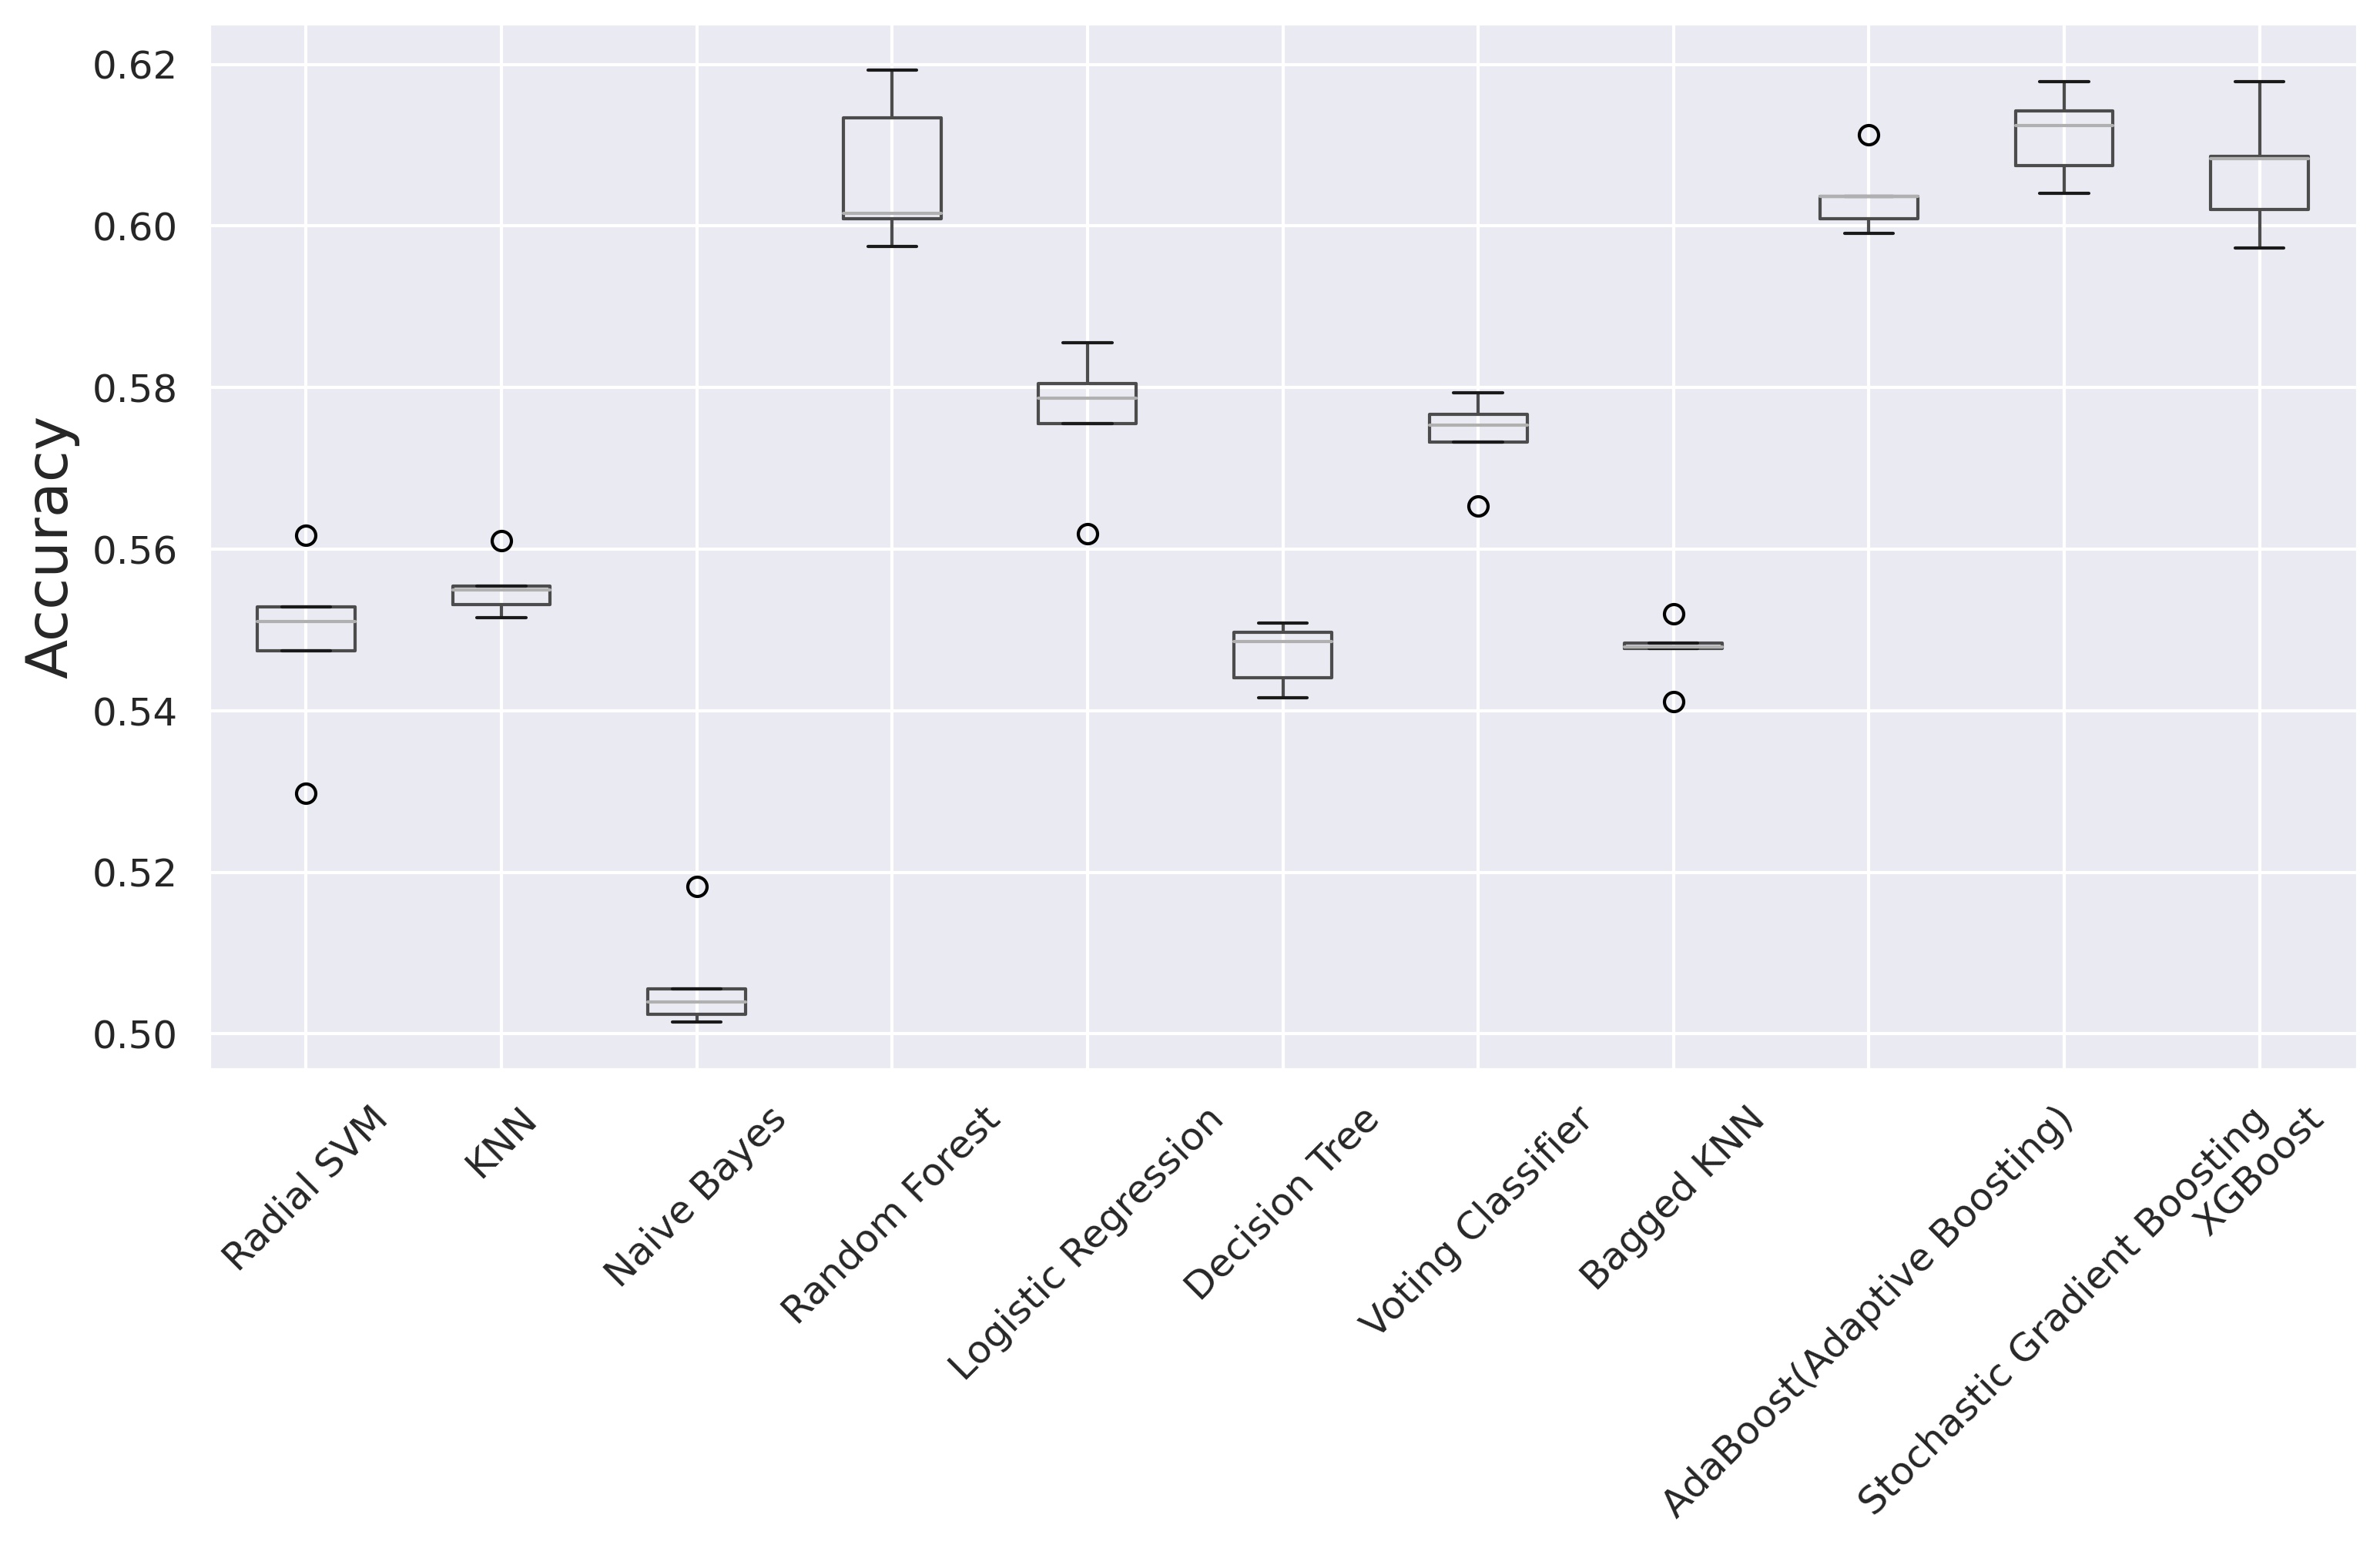 Accuracy
0.62
0.60
0.58
0.56
0.54
0.52
0.50
Radial SVM
KNN
Naive Bayes
Random Forest
Logistic Regression
Decision Tree
Voting Classifier
Bagged KNN
AdaBoost(Adaptive Boosting)
Stochastic Gradient Boosting
XGBoost